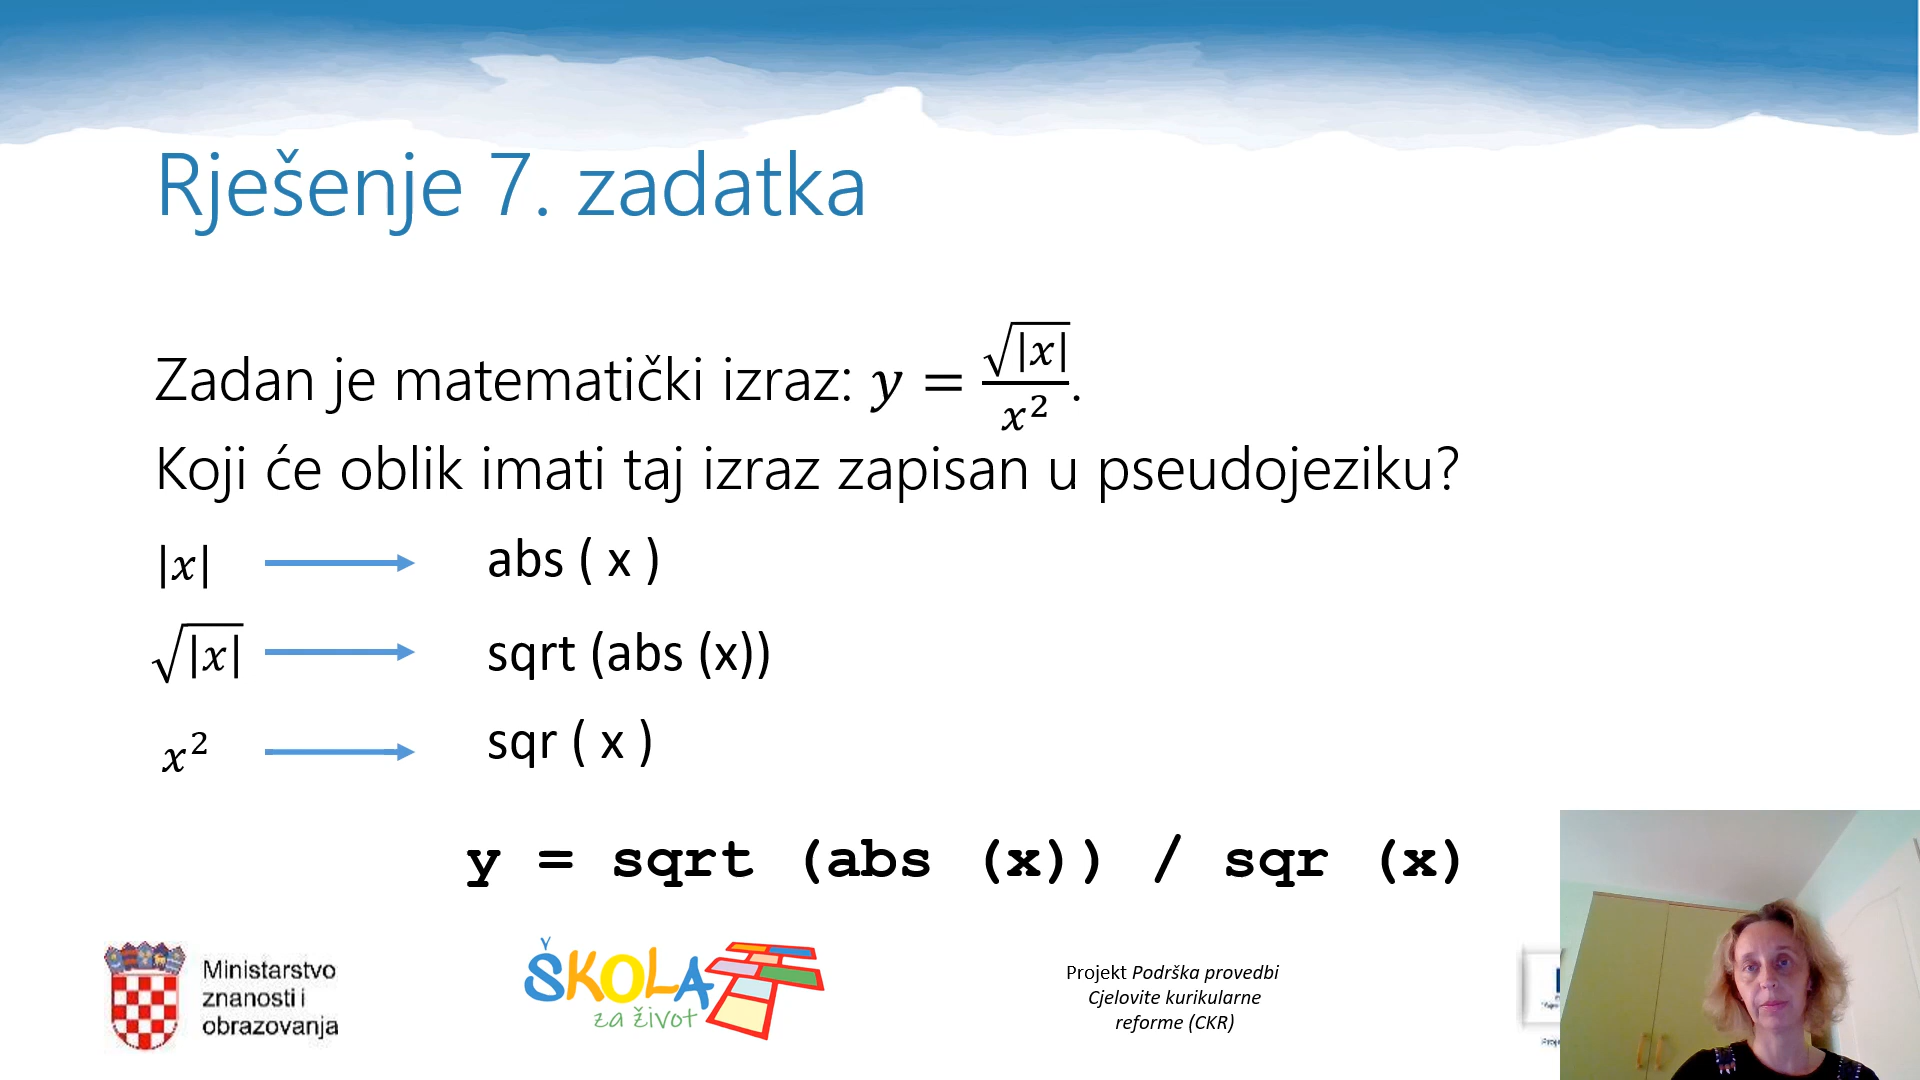 Rješenje 7. zadatka
Zadan je matematički izraz: y = √|x| / x².
Koji će oblik imati taj izraz zapisan u pseudojeziku?
|x| abs ( x )
√|x| sqrt (abs (x))
x² sqr ( x )
y = sqrt (abs (x)) / sqr (x)
Ministarstvo
znanosti i
obrazovanja
ŠKOLA
za život
Projekt Podrška provedbi
Cjelovite kurikularne
reforme (CKR)